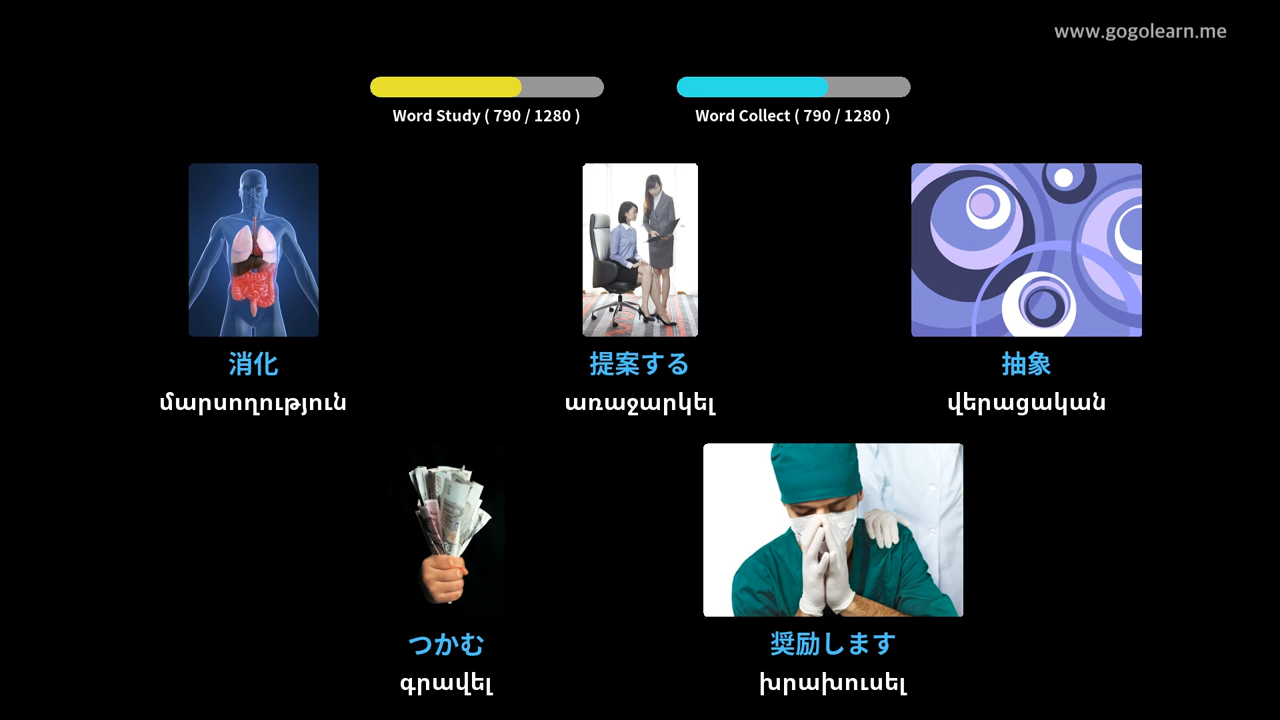 www.gogolearn.me
Word Study ( 790 / 1280 )
Word Collect ( 790 / 1280 )
消化
մարսողություն
提案する
առաջարկել
抽象
վերացական
つかむ
գրավել
奨励します
խրախուսել